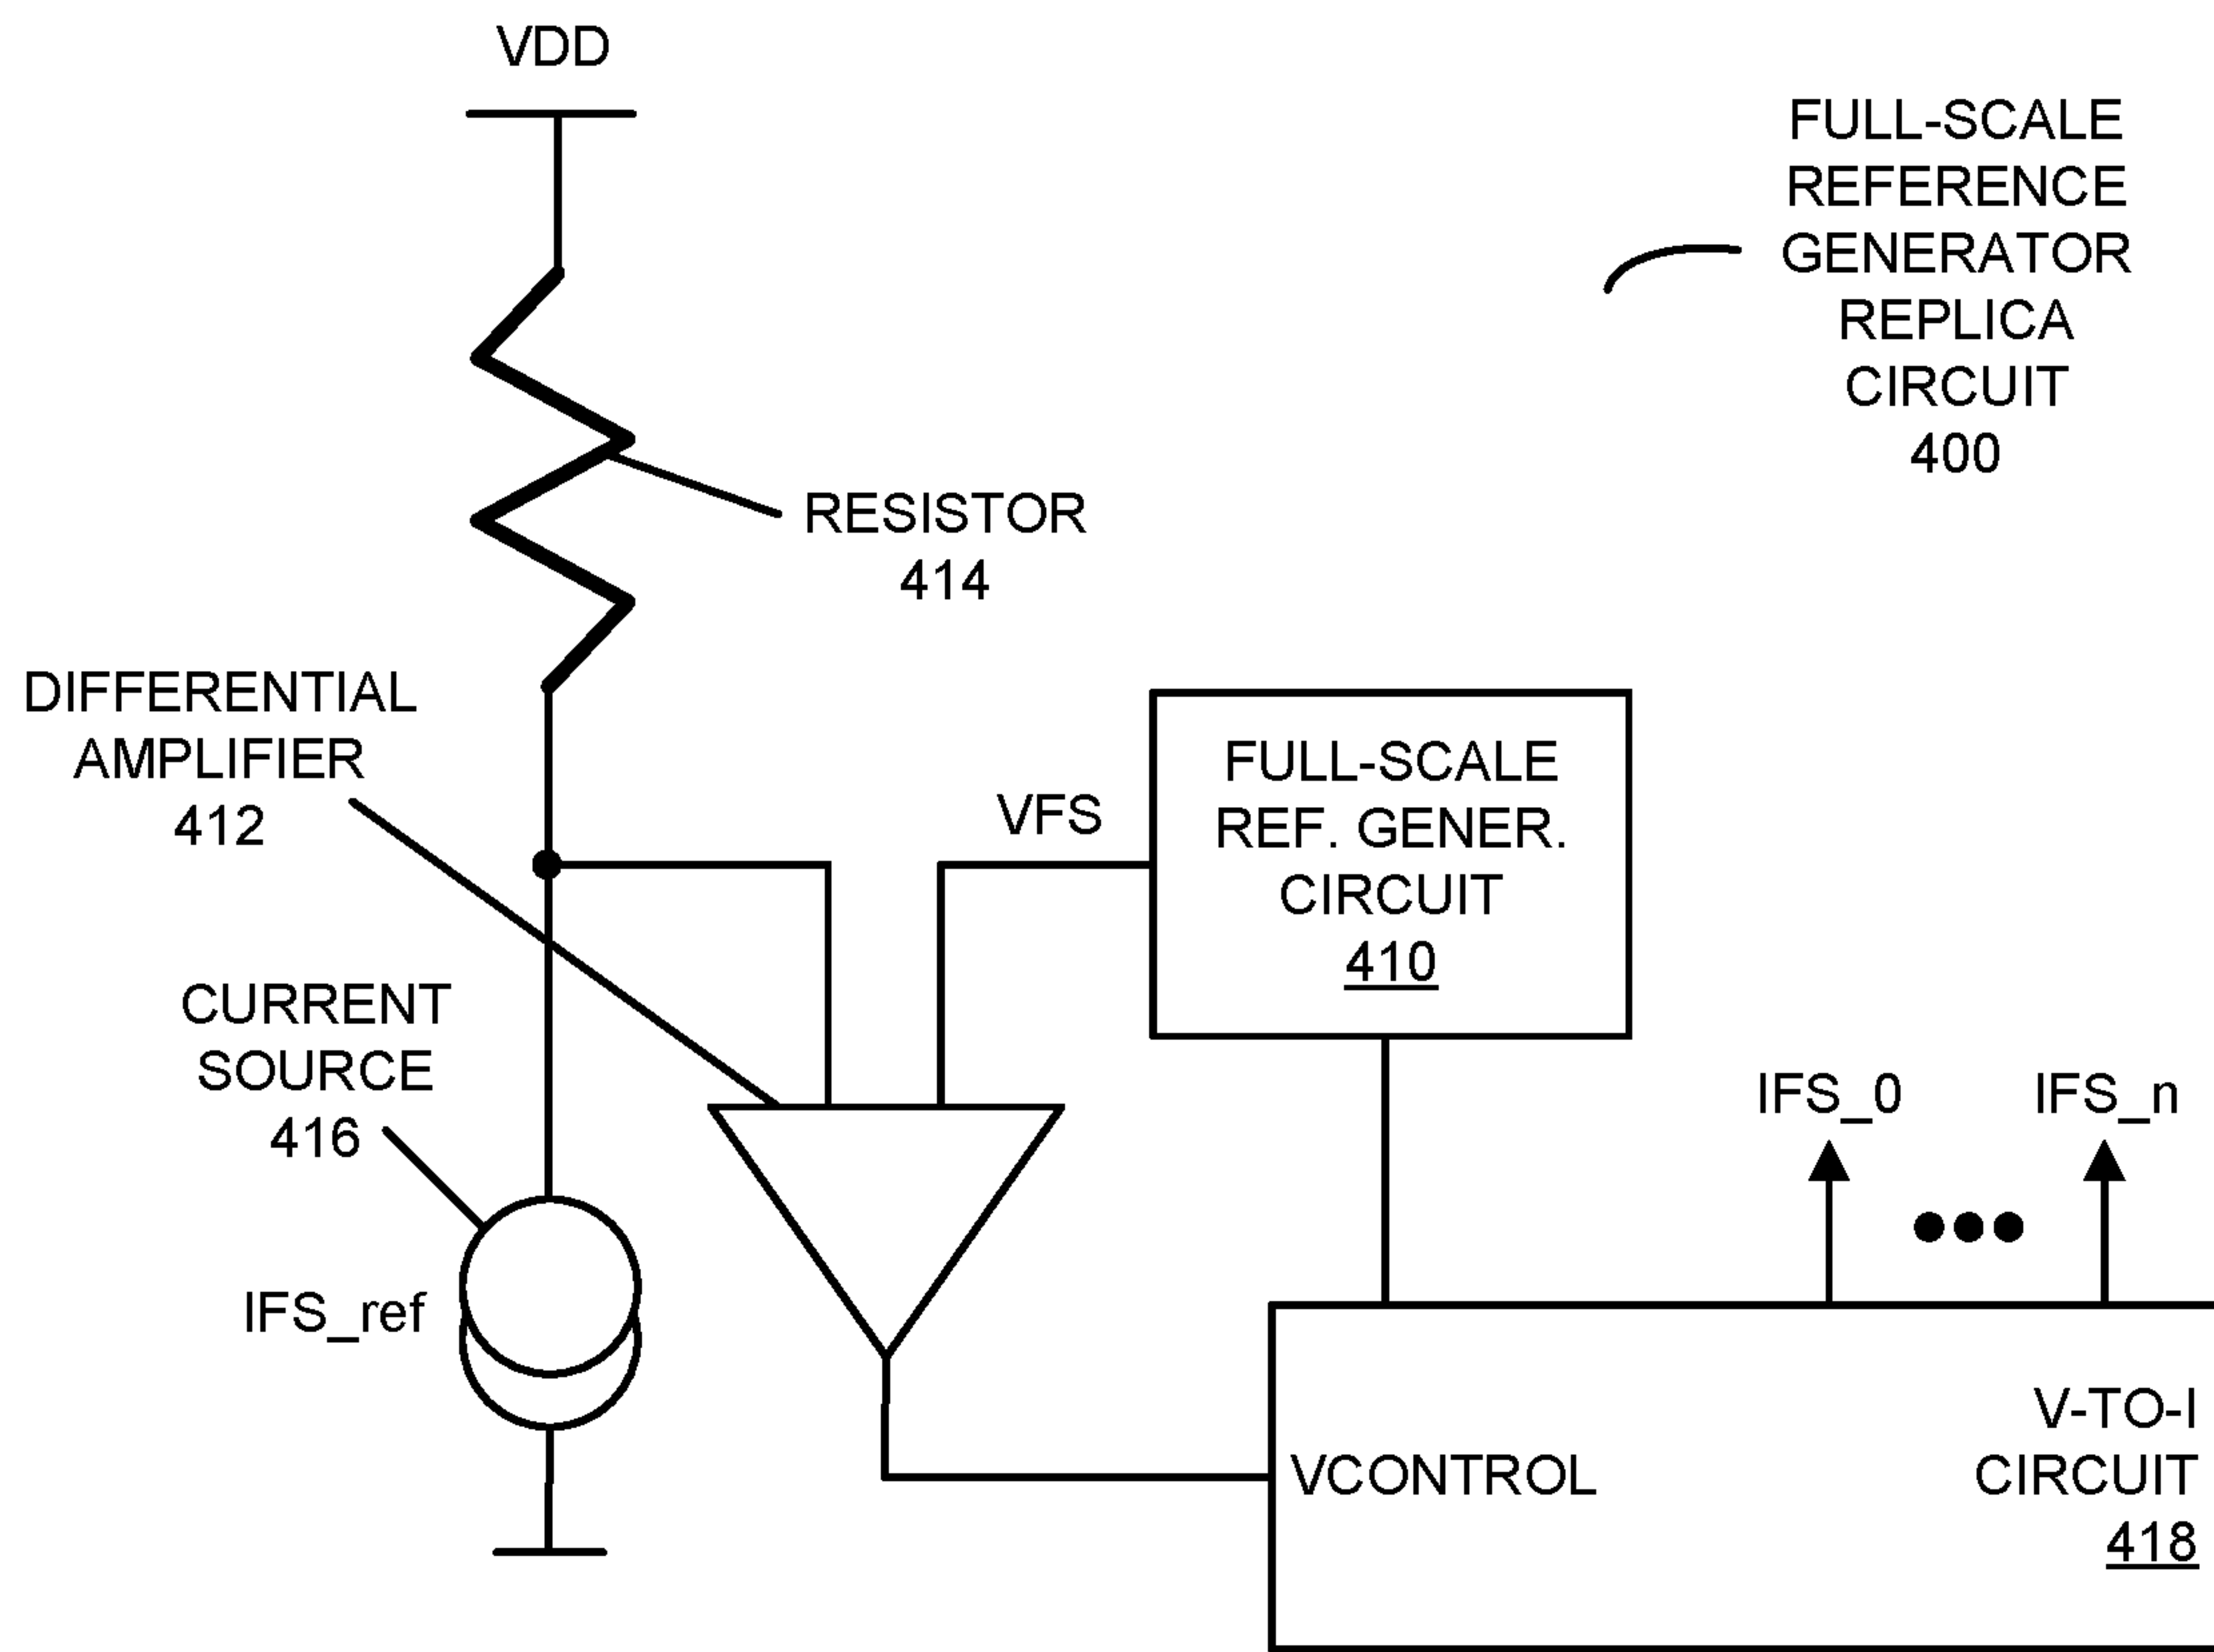 VDD
FULL-SCALE
REFERENCE
GENERATOR
REPLICA
CIRCUIT
400
RESISTOR
414
DIFFERENTIAL
AMPLIFIER
412
VFS
FULL-SCALE
REF. GENER.
CIRCUIT
410
CURRENT
SOURCE
416
IFS_ref
IFS_0
IFS_n
VCONTROL
V-TO-I
CIRCUIT
418